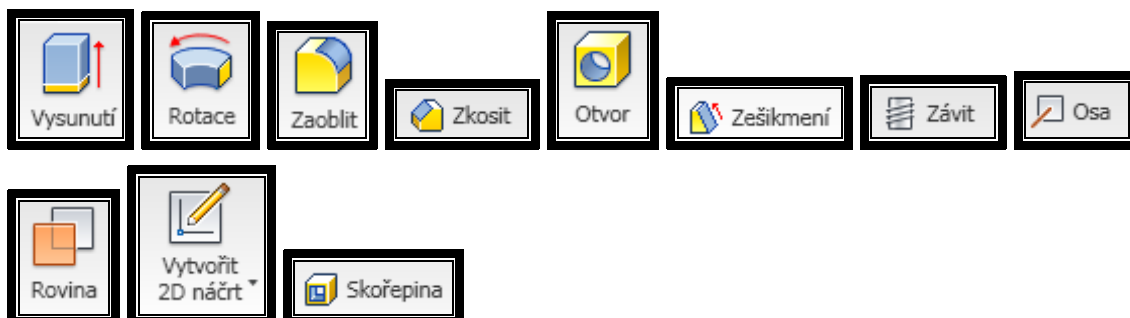 Vysunutí
Rotace
Zaoblit
Zkosit
Otvor
Zešikmení
Závit
Osa
Rovina
Vytvořit
2D náčrt
Skořepina